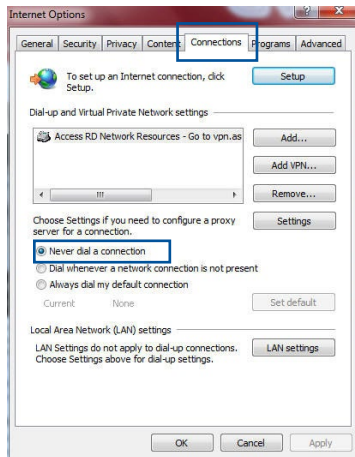 Internet Options
General Security Privacy Content Connections Programs Advanced
To set up an Internet connection, click
Setup.
Setup
Dial-up and Virtual Private Network settings
Access RD Network Resources - Go to vpn.as
Add...
Add VPN...
Remove...
Choose Settings if you need to configure a proxy
server for a connection.
Settings
Never dial a connection
Dial whenever a network connection is not present
Always dial my default connection
Current None
Set default
Local Area Network (LAN) settings
LAN Settings do not apply to dial-up connections.
Choose Settings above for dial-up settings.
LAN settings
OK Cancel Apply